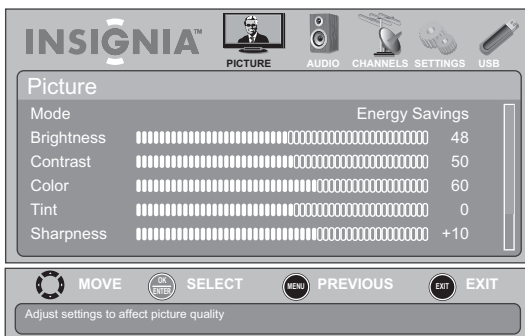 INSIGNIA™
PICTURE AUDIO CHANNELS SETTINGS USB
Picture
Mode Energy Savings
Brightness 48
Contrast 50
Color 60
Tint 0
Sharpness +10
MOVE OK ENTER SELECT MENU PREVIOUS EXIT EXIT
Adjust settings to affect picture quality